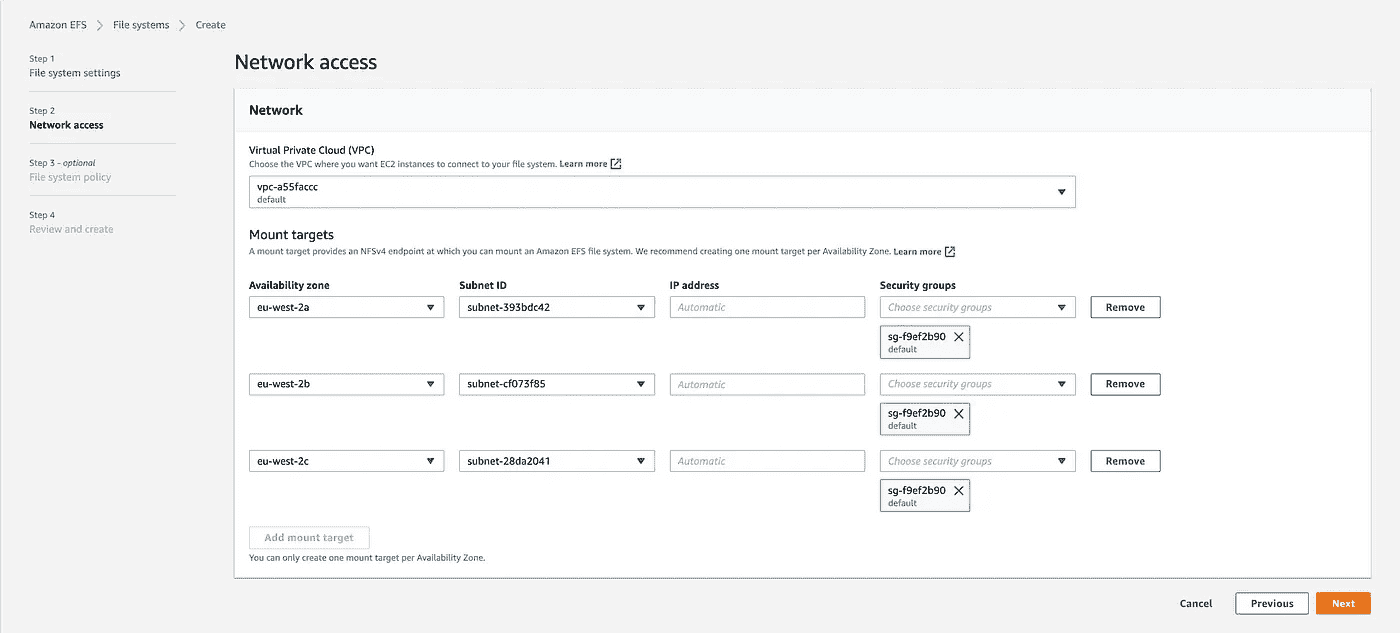 Amazon EFS > File systems > Create
Step 1
File system settings
Step 2
Network access
Step 3 - optional
File system policy
Step 4
Review and create
Network access
Network
Virtual Private Cloud (VPC)
Choose the VPC where you want EC2 instances to connect to your file system. Learn more
vpc-a55faccc
default
Mount targets
A mount target provides an NFSv4 endpoint at which you can mount an Amazon EFS file system. We recommend creating one mount target per Availability Zone. Learn more
Availability zone Subnet ID IP address Security groups
eu-west-2a subnet-393bdc42 Automatic Choose security groups Remove
sg-f9ef2b90
default
eu-west-2b subnet-cf073f85 Automatic Choose security groups Remove
sg-f9ef2b90
default
eu-west-2c subnet-28da2041 Automatic Choose security groups Remove
sg-f9ef2b90
default
Add mount target
You can only create one mount target per Availability Zone.
Cancel Previous Next